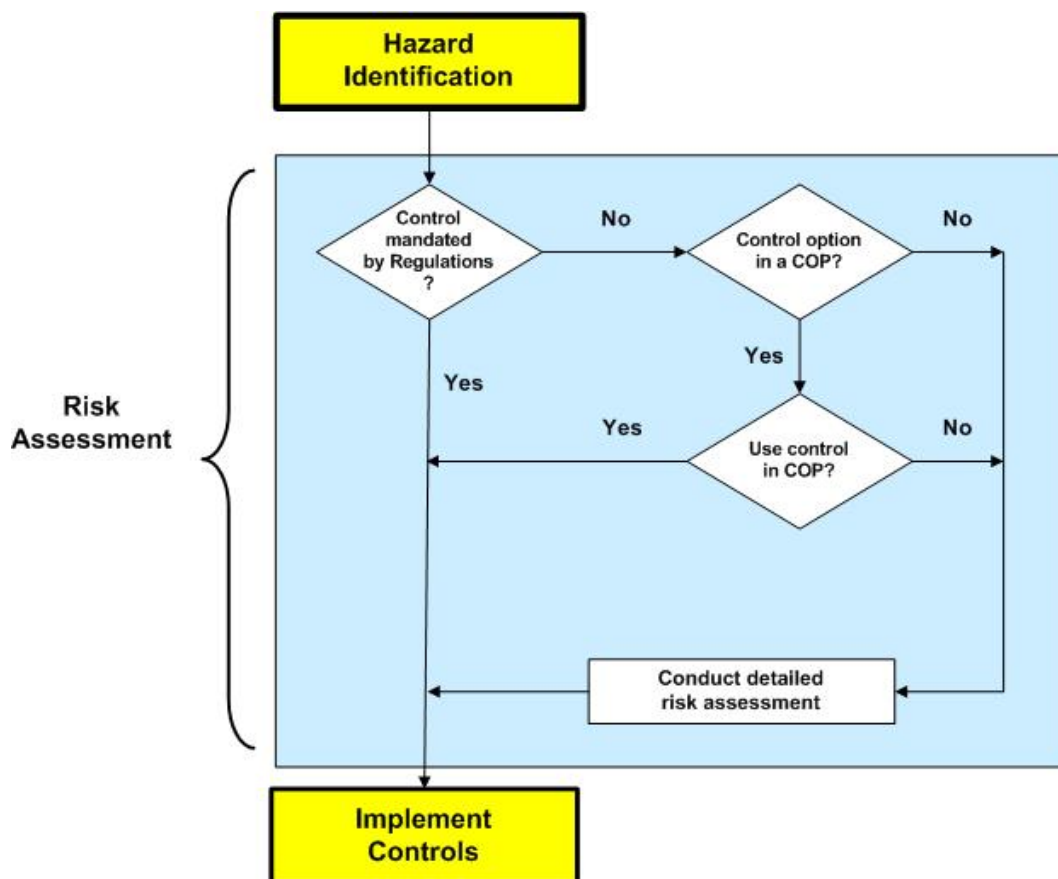 Hazard
Identification
Control
mandated
by Regulations
?
No
Control option
in a COP?
No
Yes
Yes
Risk
Assessment
Yes
Use control
in COP?
No
Conduct detailed
risk assessment
Implement
Controls